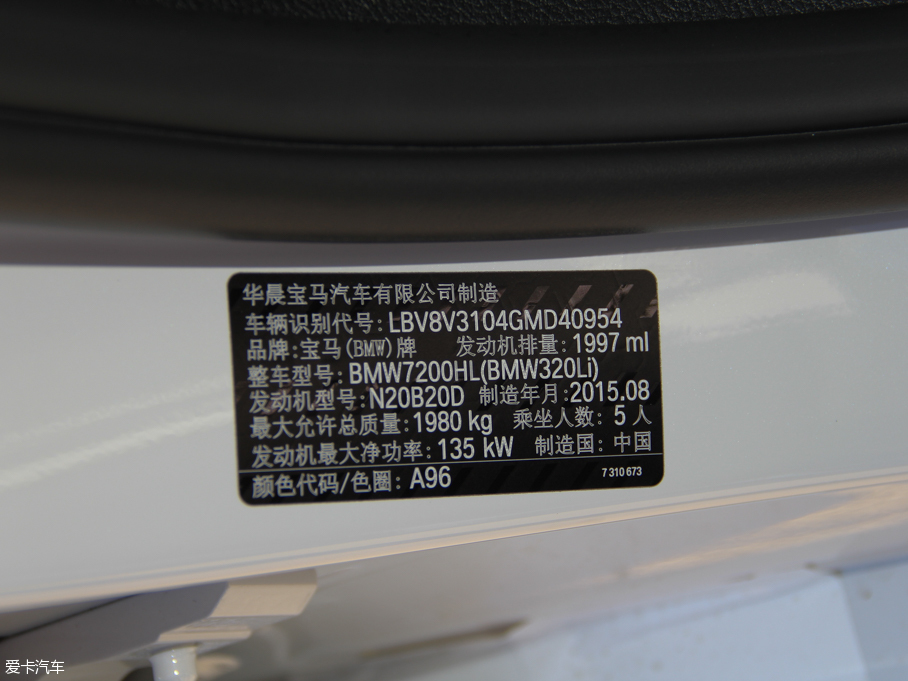 华晨宝马汽车有限公司制造
车辆识别代号:LBV8V3104GMD40954
品牌:宝马(BMW)牌 发动机排量:1997 ml
整车型号:BMW7200HL(BMW320Li)
发动机型号:N20B20D 制造年月:2015.08
最大允许总质量:1980 kg 乘坐人数:5 人
发动机最大净功率:135 kW 制造国:中国
颜色代码/色圈:A96 7 310 673
爱卡汽车